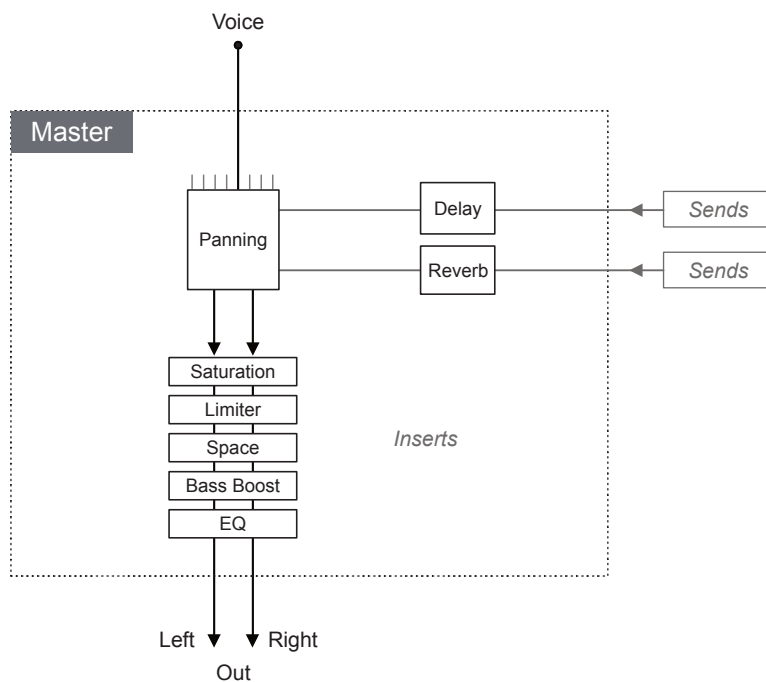 Voice
Master
Delay
Sends
Panning
Reverb
Sends
Saturation
Limiter
Inserts
Space
Bass Boost
EQ
Left
Right
Out